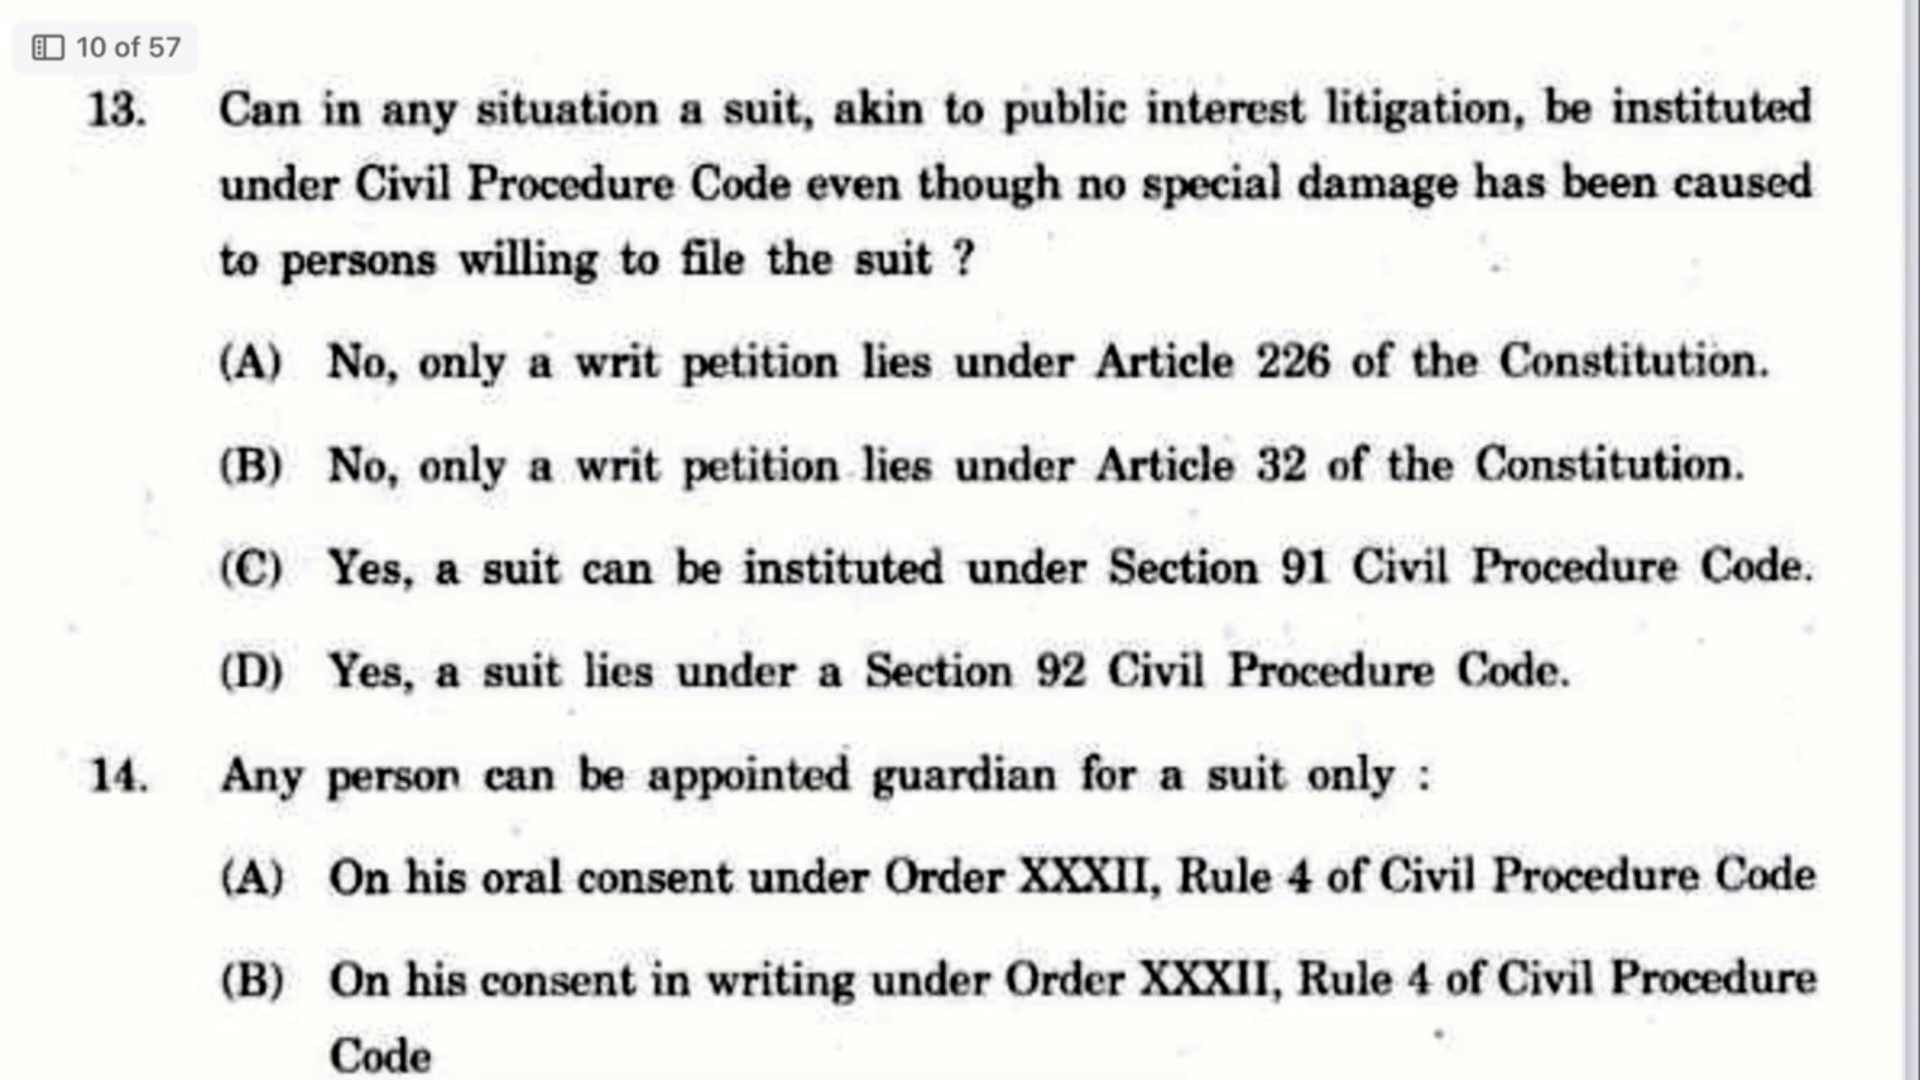 10 of 57
13. Can in any situation a suit, akin to public interest litigation, be instituted
under Civil Procedure Code even though no special damage has been caused
to persons willing to file the suit ?
(A) No, only a writ petition lies under Article 226 of the Constitution.
(B) No, only a writ petition lies under Article 32 of the Constitution.
(C) Yes, a suit can be instituted under Section 91 Civil Procedure Code.
(D) Yes, a suit lies under a Section 92 Civil Procedure Code.
14. Any person can be appointed guardian for a suit only :
(A) On his oral consent under Order XXXII, Rule 4 of Civil Procedure Code
(B) On his consent in writing under Order XXXII, Rule 4 of Civil Procedure
Code